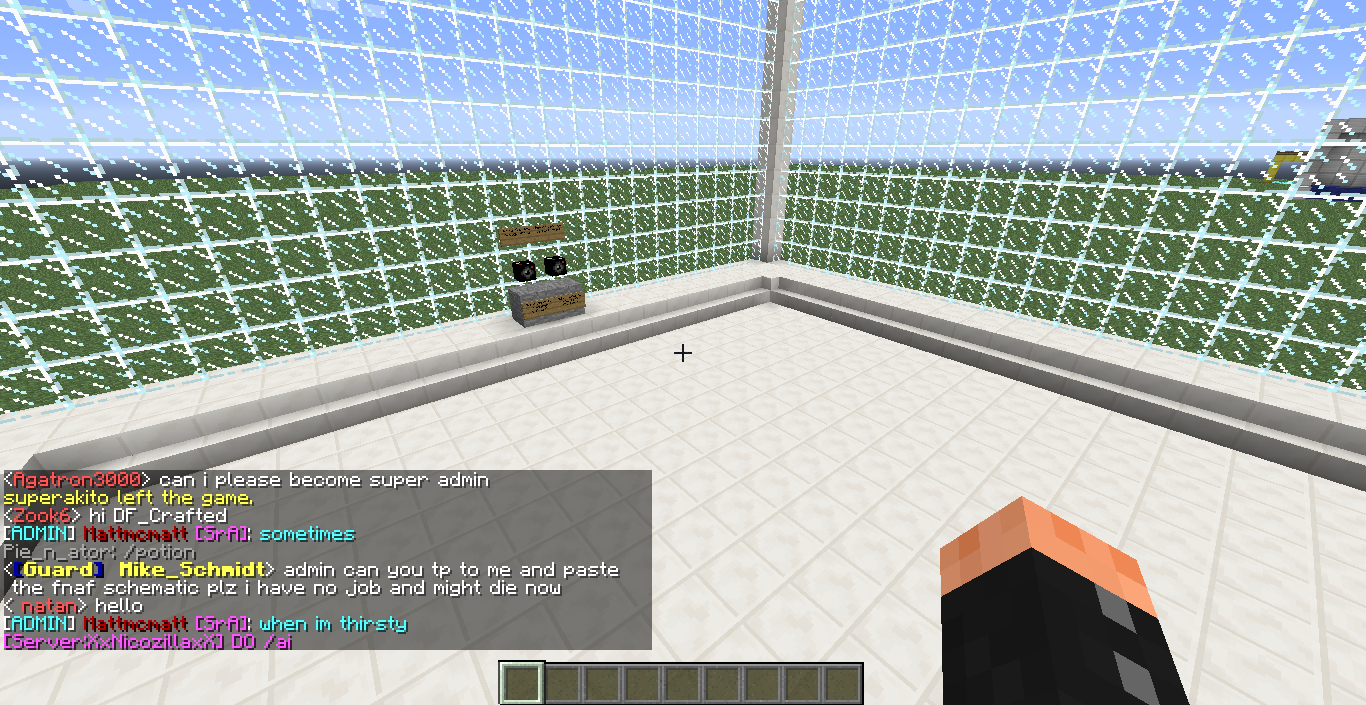 <Agatron3000> can i please become super admin
superakito left the game.
<Zook6> hi DF_Crafted
[ADMIN] Mattmcmatt [SrA]: sometimes
Pie_n_ator: /potion
<[Guard] Mike_Schmidt> admin can you tp to me and paste
the fnaf schematic plz i have no job and might die now
< natan> hello
[ADMIN] Mattmcmatt [SrA]: when im thirsty
[Server:XxNicozillaxX] DO /ai